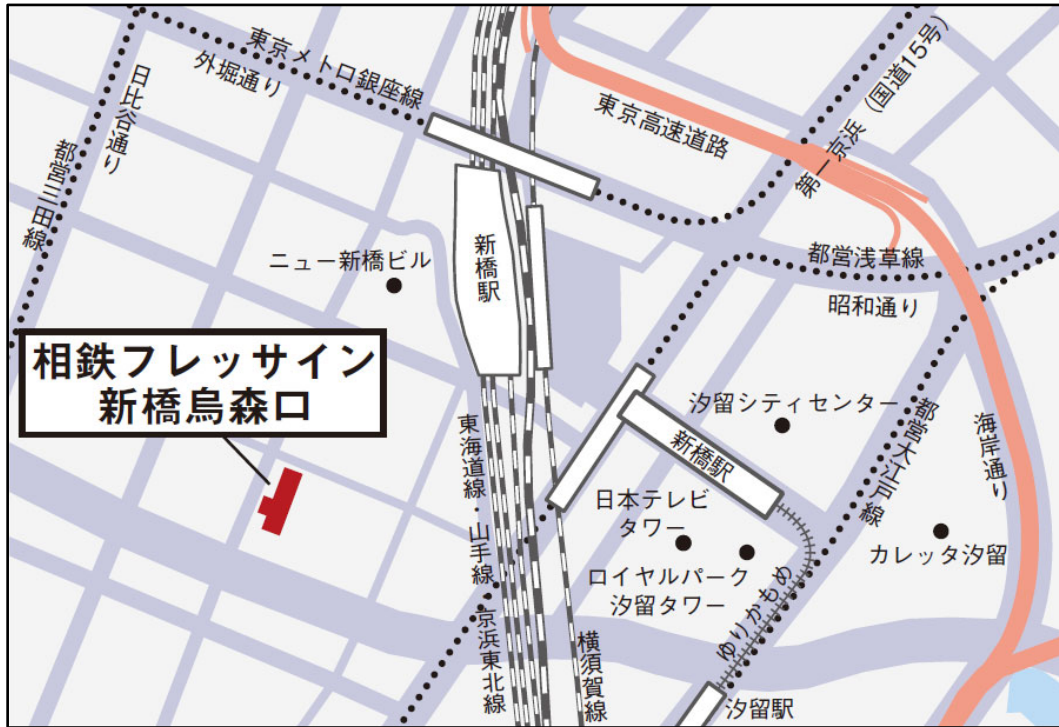 東京メトロ銀座線
外堀通り
日比谷通り
都営三田線
東京高速道路
第一京浜(国道15号)
新橋駅
ニュー新橋ビル
都営浅草線
昭和通り
相鉄フレッサイン
新橋烏森口
汐留シティセンター
新橋駅
都営大江戸線
海岸通り
東海道線・山手線・京浜東北線
日本テレビ
タワー
ロイヤルパーク
汐留タワー
カレッタ汐留
ゆりかもめ
横須賀線
汐留駅